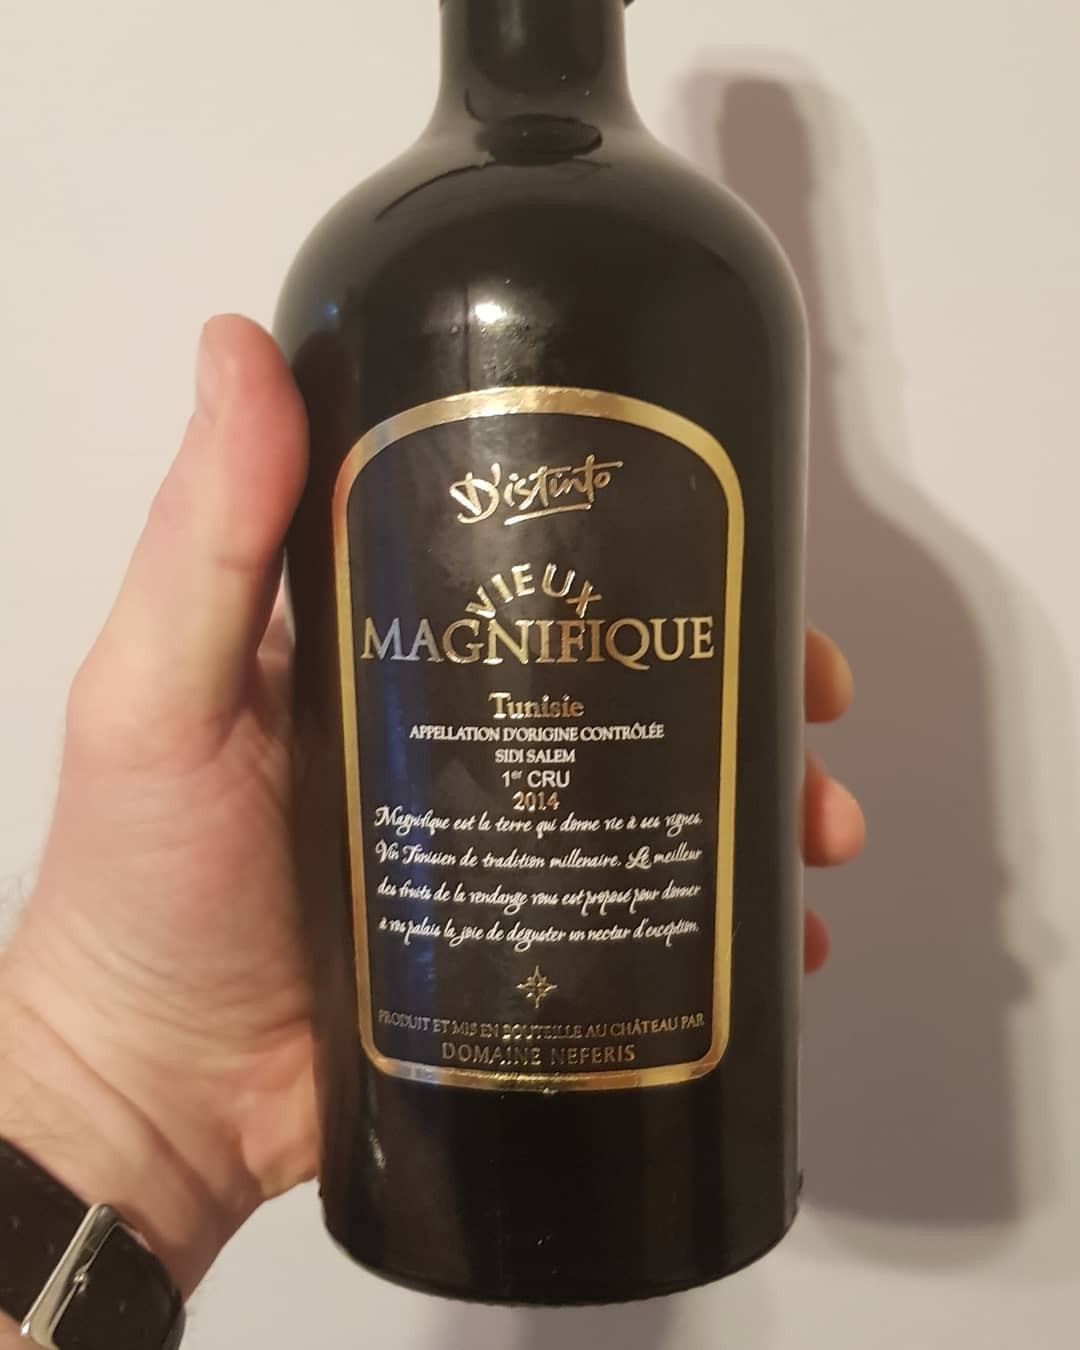 D'istinto
VIEUX
MAGNIFIQUE
Tunisie
APPELLATION D'ORIGINE CONTRÔLÉE
SIDI SALEM
1er CRU
2014
Magnifique est la terre qui donne vie à ses vignes.
Vin Tunisien de tradition millenaire. Le meilleur
des fruits de la vendange vous est proposé pour donner
à vos palais la joie de déguster un nectar d'exception.
PRODUIT ET MIS EN BOUTEILLE AU CHÂTEAU PAR
DOMAINE NEFERIS